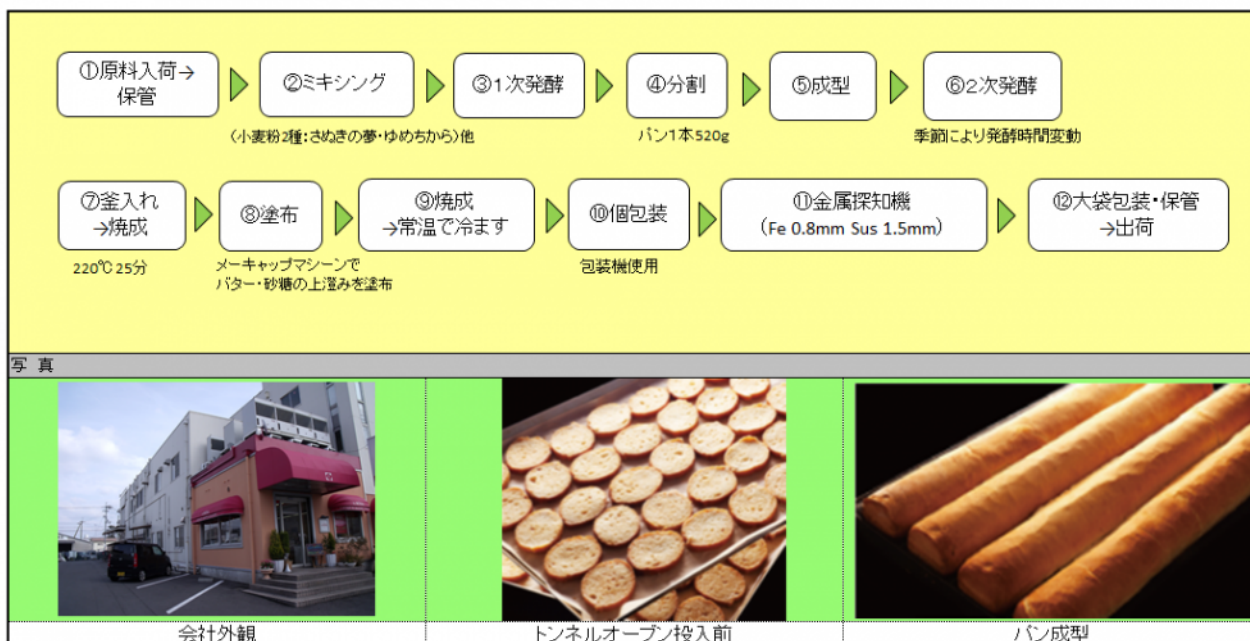 ①原料入荷→
保管
②ミキシング
③1次発酵
④分割
⑤成型
⑥2次発酵
（小麦粉2種：さぬきの夢・ゆめちから）他
パン1本520g
季節により発酵時間変動
⑦釜入れ
→焼成
⑧塗布
⑨焼成
→常温で冷ます
⑩個包装
⑪金属探知機
（Fe 0.8mm Sus 1.5mm）
⑫大袋包装・保管
→出荷
220℃ 25分
メーキャップマシーンで
バター・砂糖の上澄みを塗布
包装機使用
写 真
会社外観
トンネルオーブン投入前
パン成型